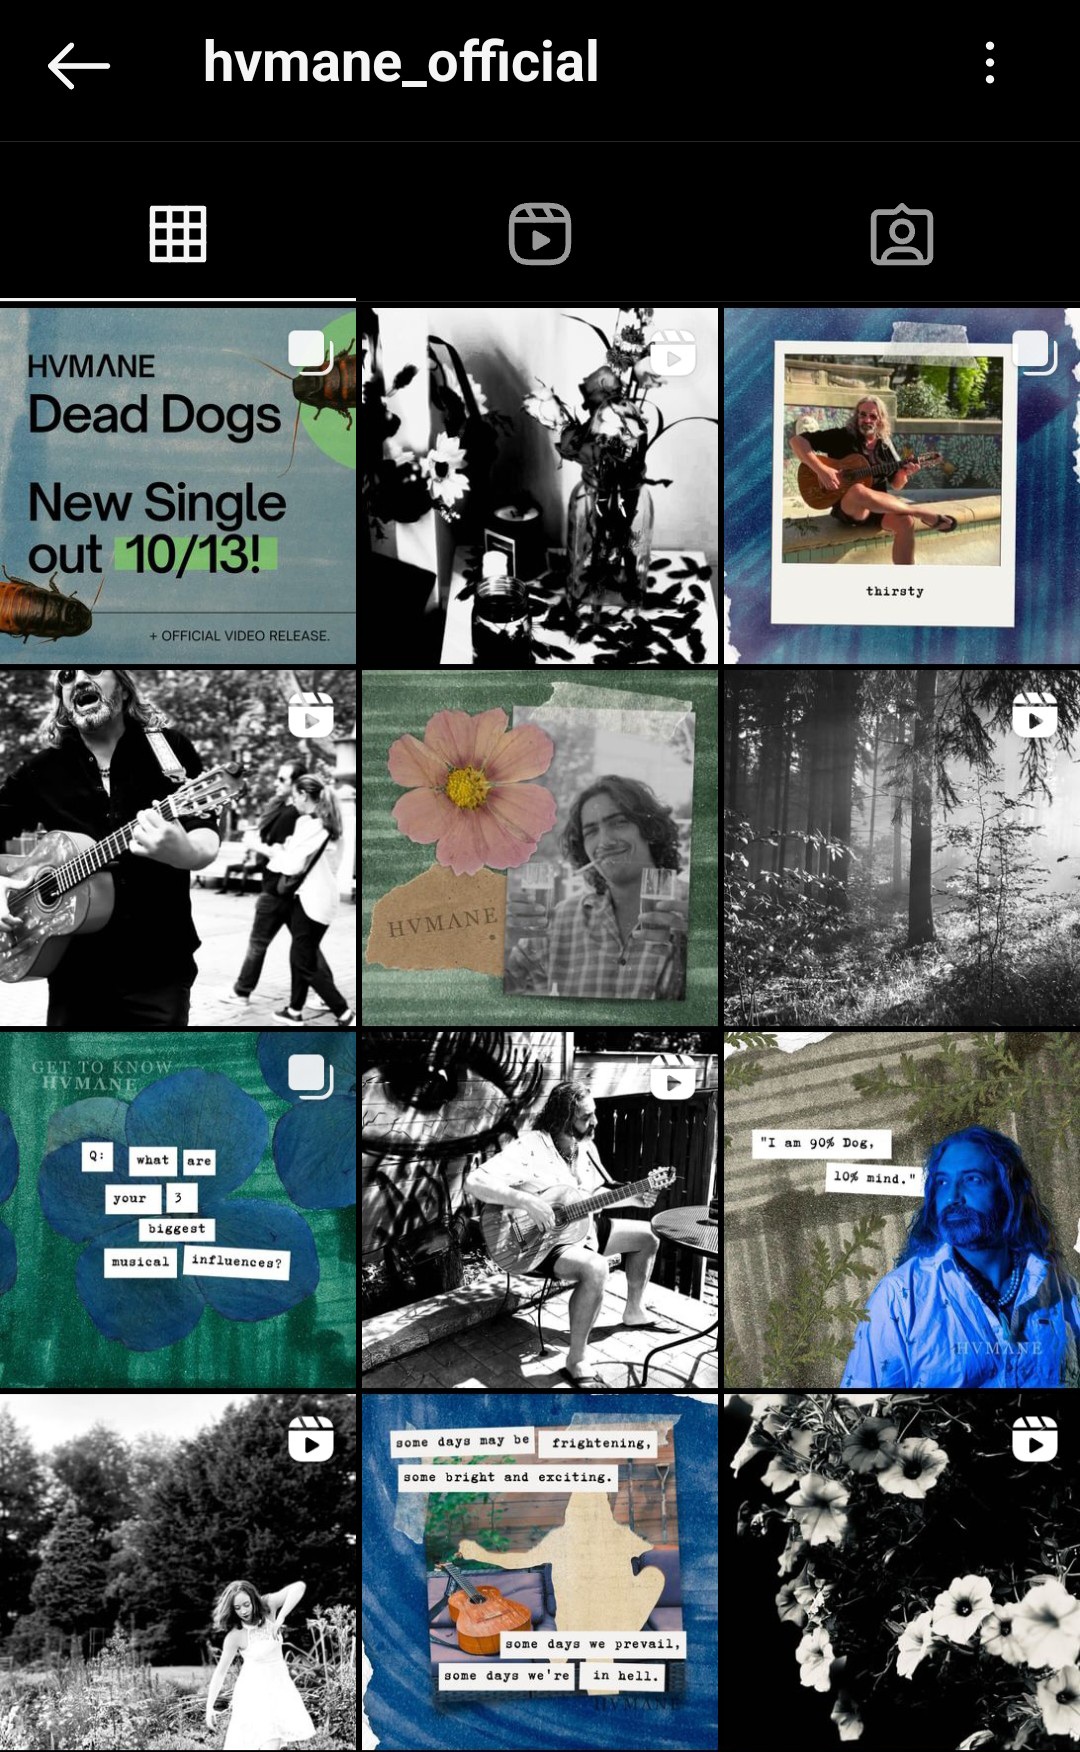 hvmane_official
HVMΛNE
Dead Dogs
New Single
out 10/13!
+ OFFICIAL VIDEO RELEASE.
thirsty
HVMANE
GET TO KNOW
HVMANE
Q: what are
your 3
biggest
musical influences?
"I am 90% Dog,
10% mind."
HVMANE
some days may be frightening,
some bright and exciting.
some days we prevail,
some days we're in hell.
HVMANE